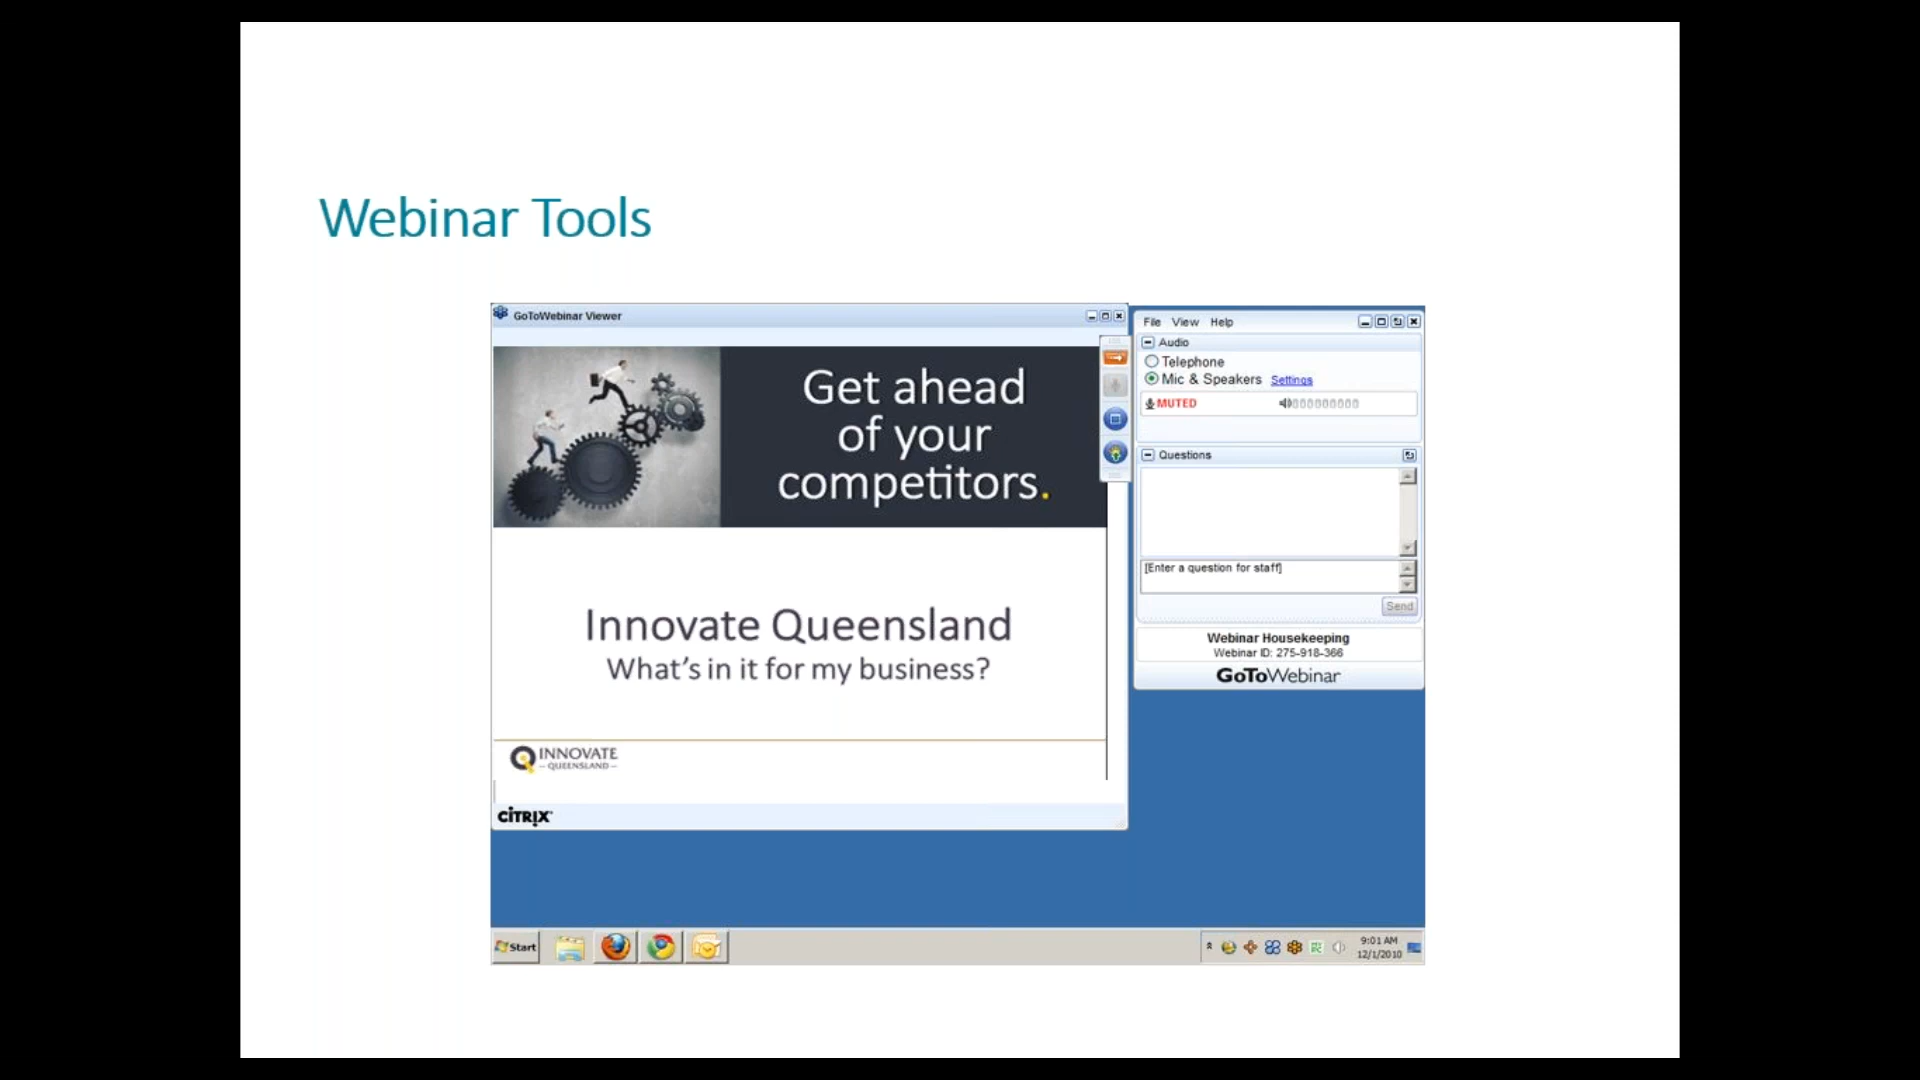 Webinar Tools
GoToWebinar Viewer
Get ahead
of your
competitors.
Innovate Queensland
What's in it for my business?
INNOVATE
– QUEENSLAND –
CİTRIX
File View Help
Audio
Telephone
Mic & Speakers Settings
MUTED
Questions
[Enter a question for staff]
Send
Webinar Housekeeping
Webinar ID: 275-918-366
GoToWebinar
Start
9:01 AM
12/1/2010